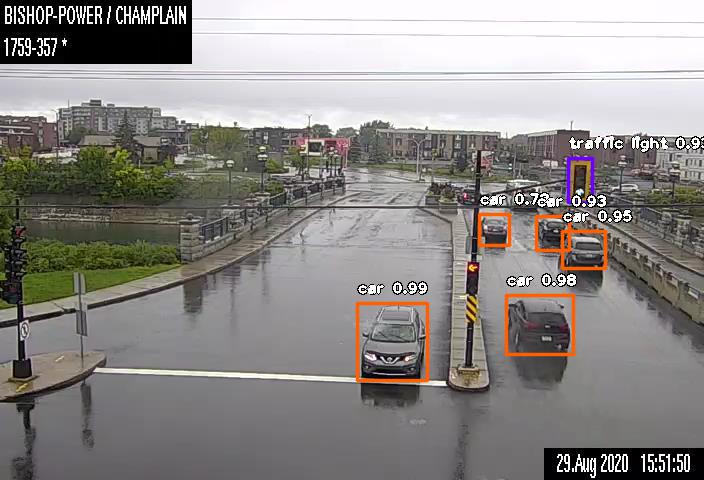 BISHOP-POWER / CHAMPLAIN
1759-357 *
traffic light 0.93
car 0.73
car 0.93
car 0.95
car 0.98
car 0.99
29.Aug 2020 15:51:50